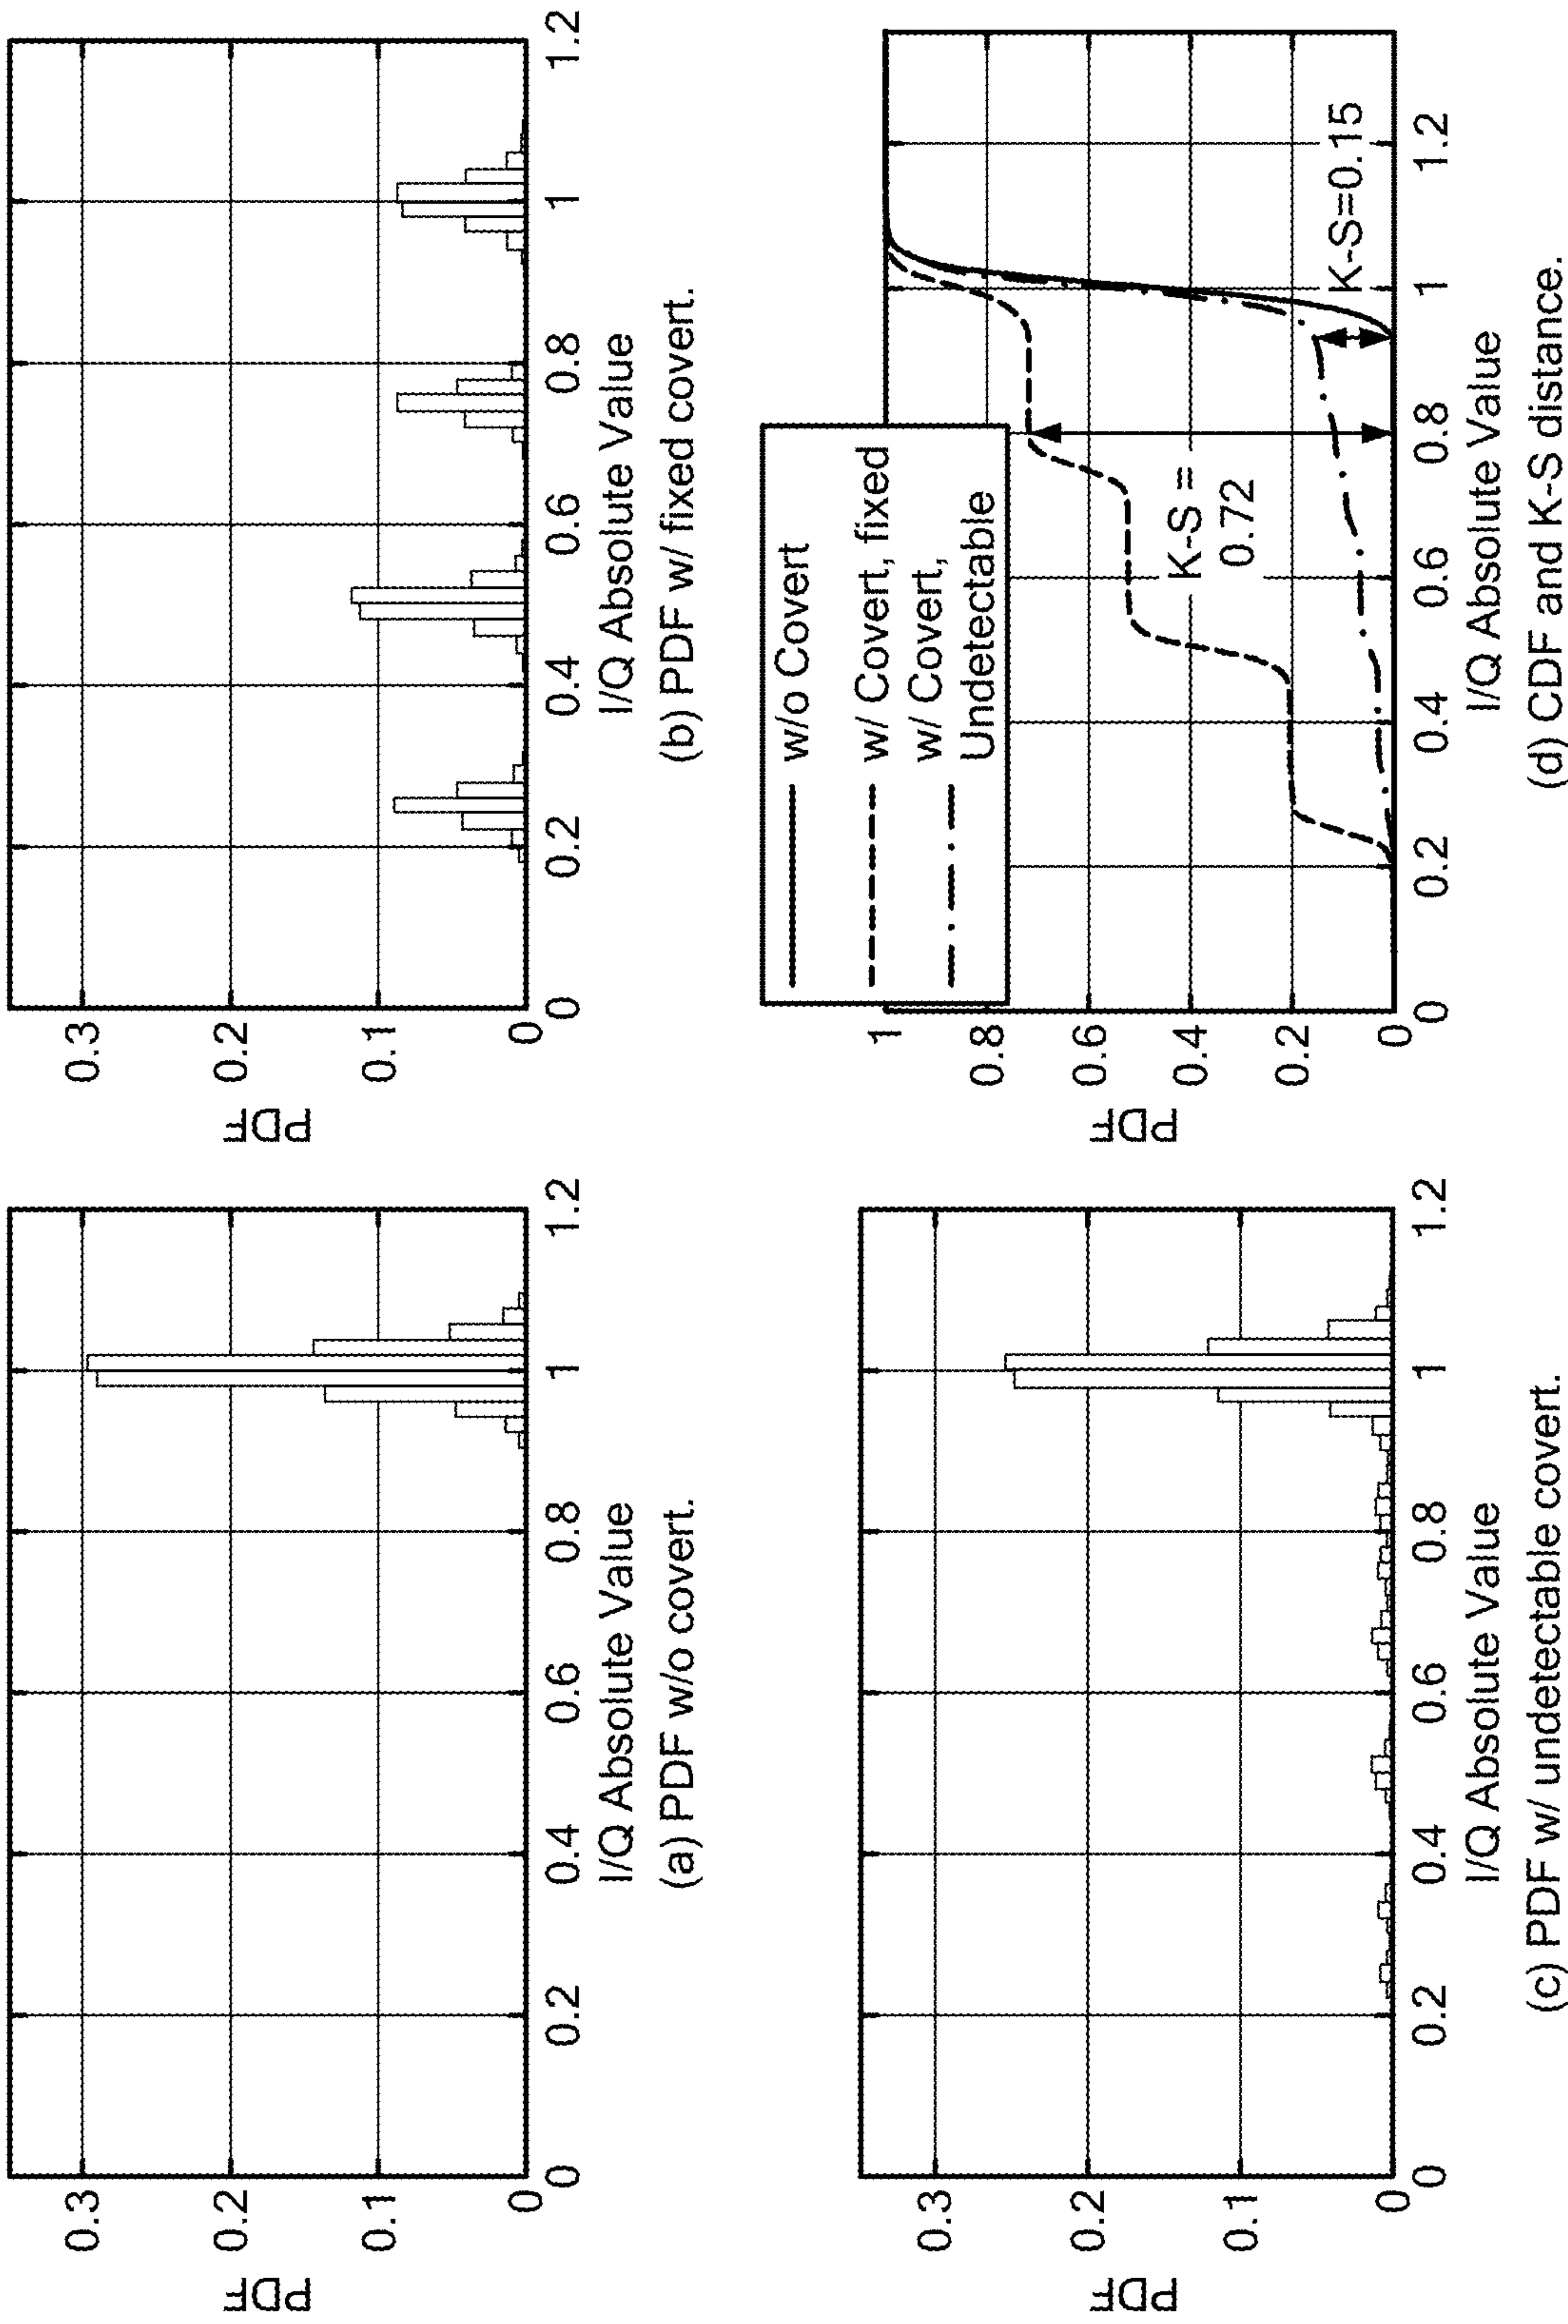 PDF
0.3
0.2
0.1
0
0 0.2 0.4 0.6 0.8 1 1.2
I/Q Absolute Value
(a) PDF w/o covert.
PDF
0.3
0.2
0.1
0
0 0.2 0.4 0.6 0.8 1 1.2
I/Q Absolute Value
(b) PDF w/ fixed covert.
PDF
0.3
0.2
0.1
0
0 0.2 0.4 0.6 0.8 1 1.2
I/Q Absolute Value
(c) PDF w/ undetectable covert.
w/o Covert
w/ Covert, fixed
w/ Covert,
Undetectable
PDF
1
0.8
0.6
0.4
0.2
0
K-S =
0.72
K-S=0.15
0 0.2 0.4 0.6 0.8 1 1.2
I/Q Absolute Value
(d) CDF and K-S distance.